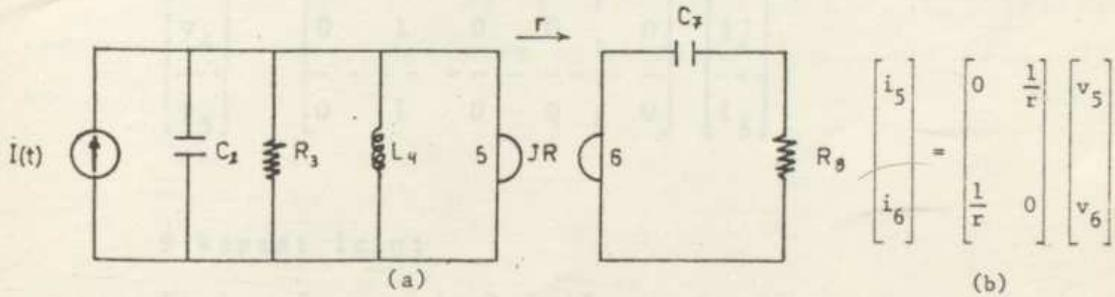 r
C₇
I(t)
C₂
R₃
L₄
5
JR
6
R₈
[i₅ i₆] = [0 1/r 1/r 0] [v₅ v₆]
(a)
(b)